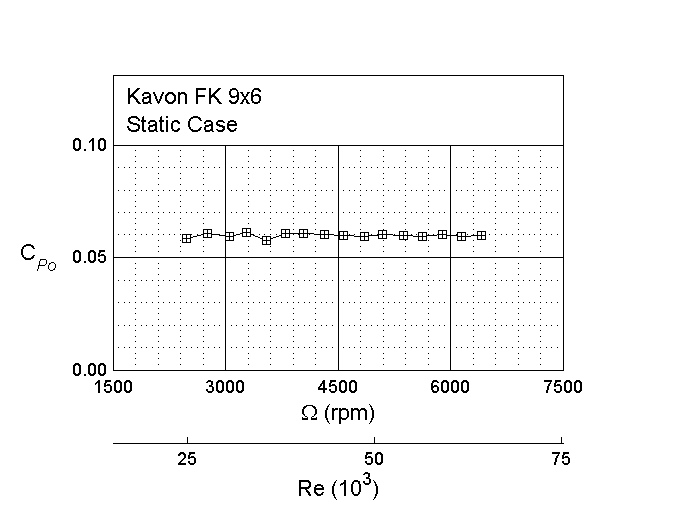 Kavon FK 9x6
Static Case
0.10
C_Po 0.05
0.00
1500 3000 4500 6000 7500
Ω (rpm)
25 50 75
Re (10^3)